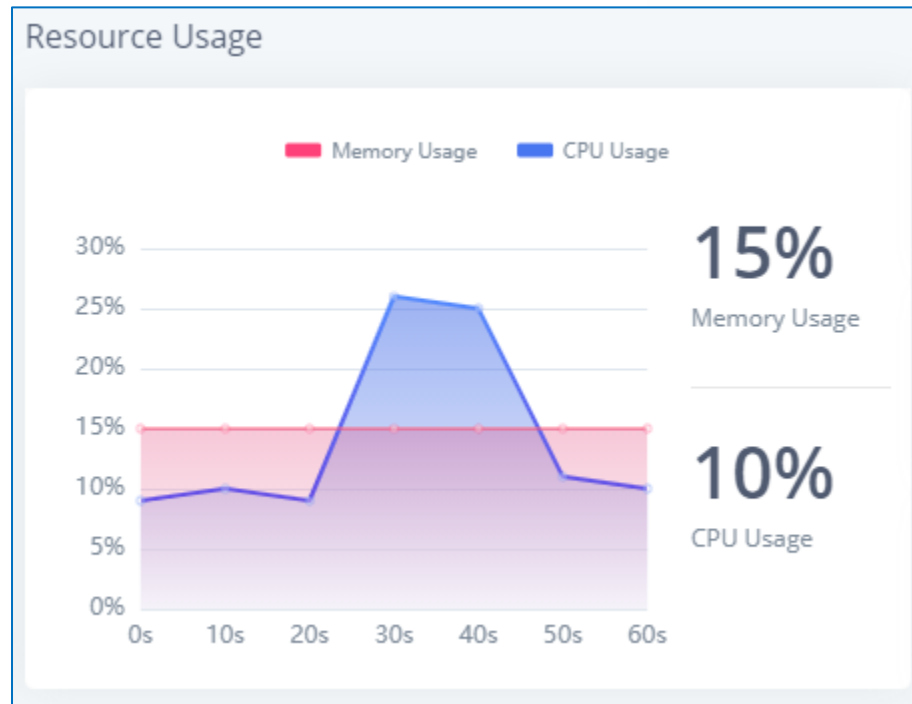 Resource Usage
Memory Usage CPU Usage
30%
25%
20%
15%
10%
5%
0%
0s 10s 20s 30s 40s 50s 60s
15%
Memory Usage
10%
CPU Usage